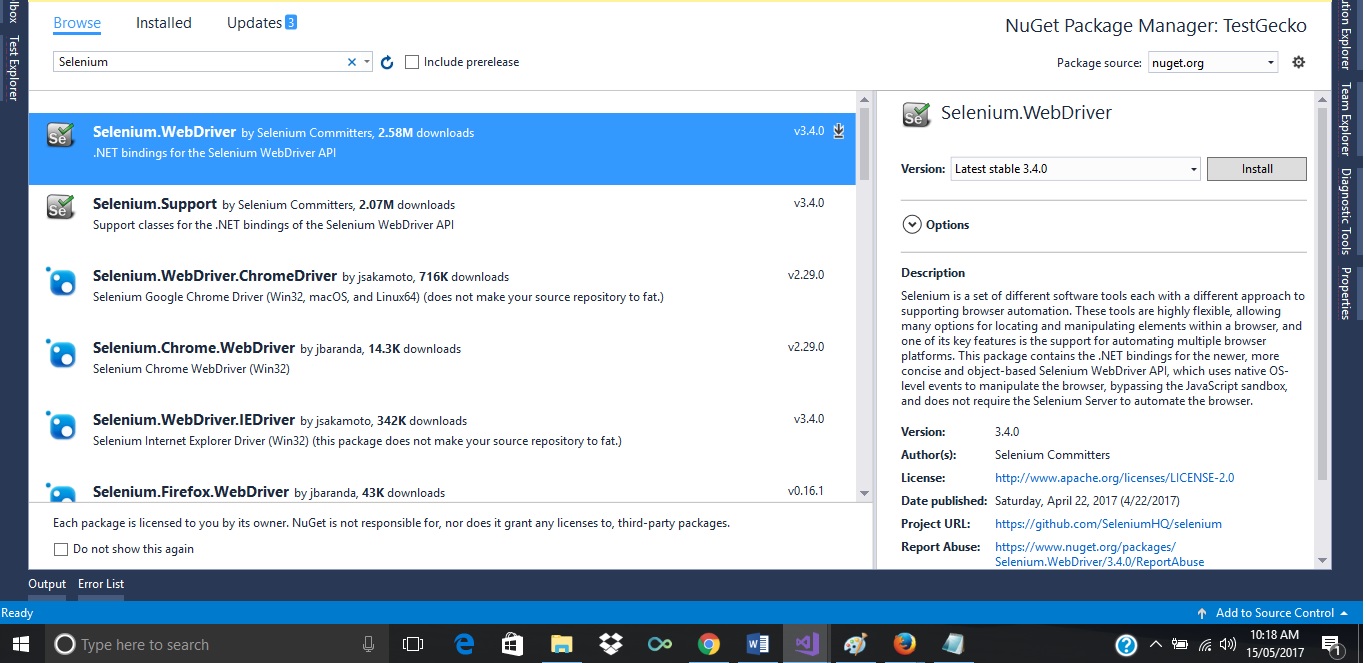 Browse Installed Updates 3
NuGet Package Manager: TestGecko
Selenium
Include prerelease
Package source: nuget.org
Test Explorer
Selenium.WebDriver by Selenium Committers, 2.58M downloads v3.4.0
.NET bindings for the Selenium WebDriver API
Selenium.Support by Selenium Committers, 2.07M downloads v3.4.0
Support classes for the .NET bindings of the Selenium WebDriver API
Selenium.WebDriver.ChromeDriver by jsakamoto, 716K downloads v2.29.0
Selenium Google Chrome Driver (Win32, macOS, and Linux64) (does not make your source repository to fat.)
Selenium.Chrome.WebDriver by jbaranda, 14.3K downloads v2.29.0
Selenium Chrome WebDriver (Win32)
Selenium.WebDriver.IEDriver by jsakamoto, 342K downloads v3.4.0
Selenium Internet Explorer Driver (Win32) (this package does not make your source repository to fat.)
Selenium.Firefox.WebDriver by jbaranda, 43K downloads v0.16.1
Each package is licensed to you by its owner. NuGet is not responsible for, nor does it grant any licenses to, third-party packages.
Do not show this again
Selenium.WebDriver
Version: Latest stable 3.4.0 Install
Options
Description
Selenium is a set of different software tools each with a different approach to
supporting browser automation. These tools are highly flexible, allowing
many options for locating and manipulating elements within a browser, and
one of its key features is the support for automating multiple browser
platforms. This package contains the .NET bindings for the newer, more
concise and object-based Selenium WebDriver API, which uses native OS-
level events to manipulate the browser, bypassing the JavaScript sandbox,
and does not require the Selenium Server to automate the browser.
Version: 3.4.0
Author(s): Selenium Committers
License: http://www.apache.org/licenses/LICENSE-2.0
Date published: Saturday, April 22, 2017 (4/22/2017)
Project URL: https://github.com/SeleniumHQ/selenium
Report Abuse: https://www.nuget.org/packages/
Selenium.WebDriver/3.4.0/ReportAbuse
Explorer
Team Explorer
Diagnostic Tools
Properties
Output Error List
Ready
Add to Source Control
Type here to search
10:18 AM
15/05/2017
1